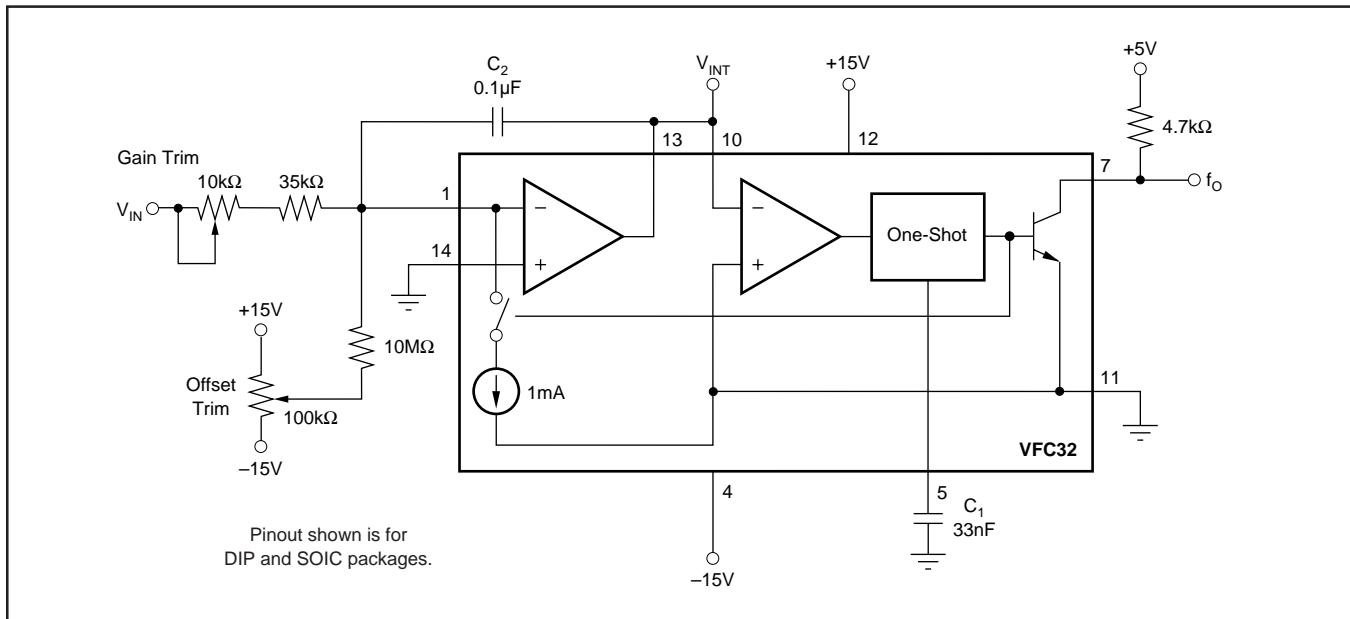 C2
0.1μF
VINT
+15V
+5V
4.7kΩ
13
10
12
7
fO
Gain Trim
10kΩ
35kΩ
VIN
1
14
−
+
−
+
One-Shot
+15V
10MΩ
Offset
Trim
100kΩ
–15V
1mA
11
VFC32
4
5
C1
33nF
–15V
Pinout shown is for
DIP and SOIC packages.